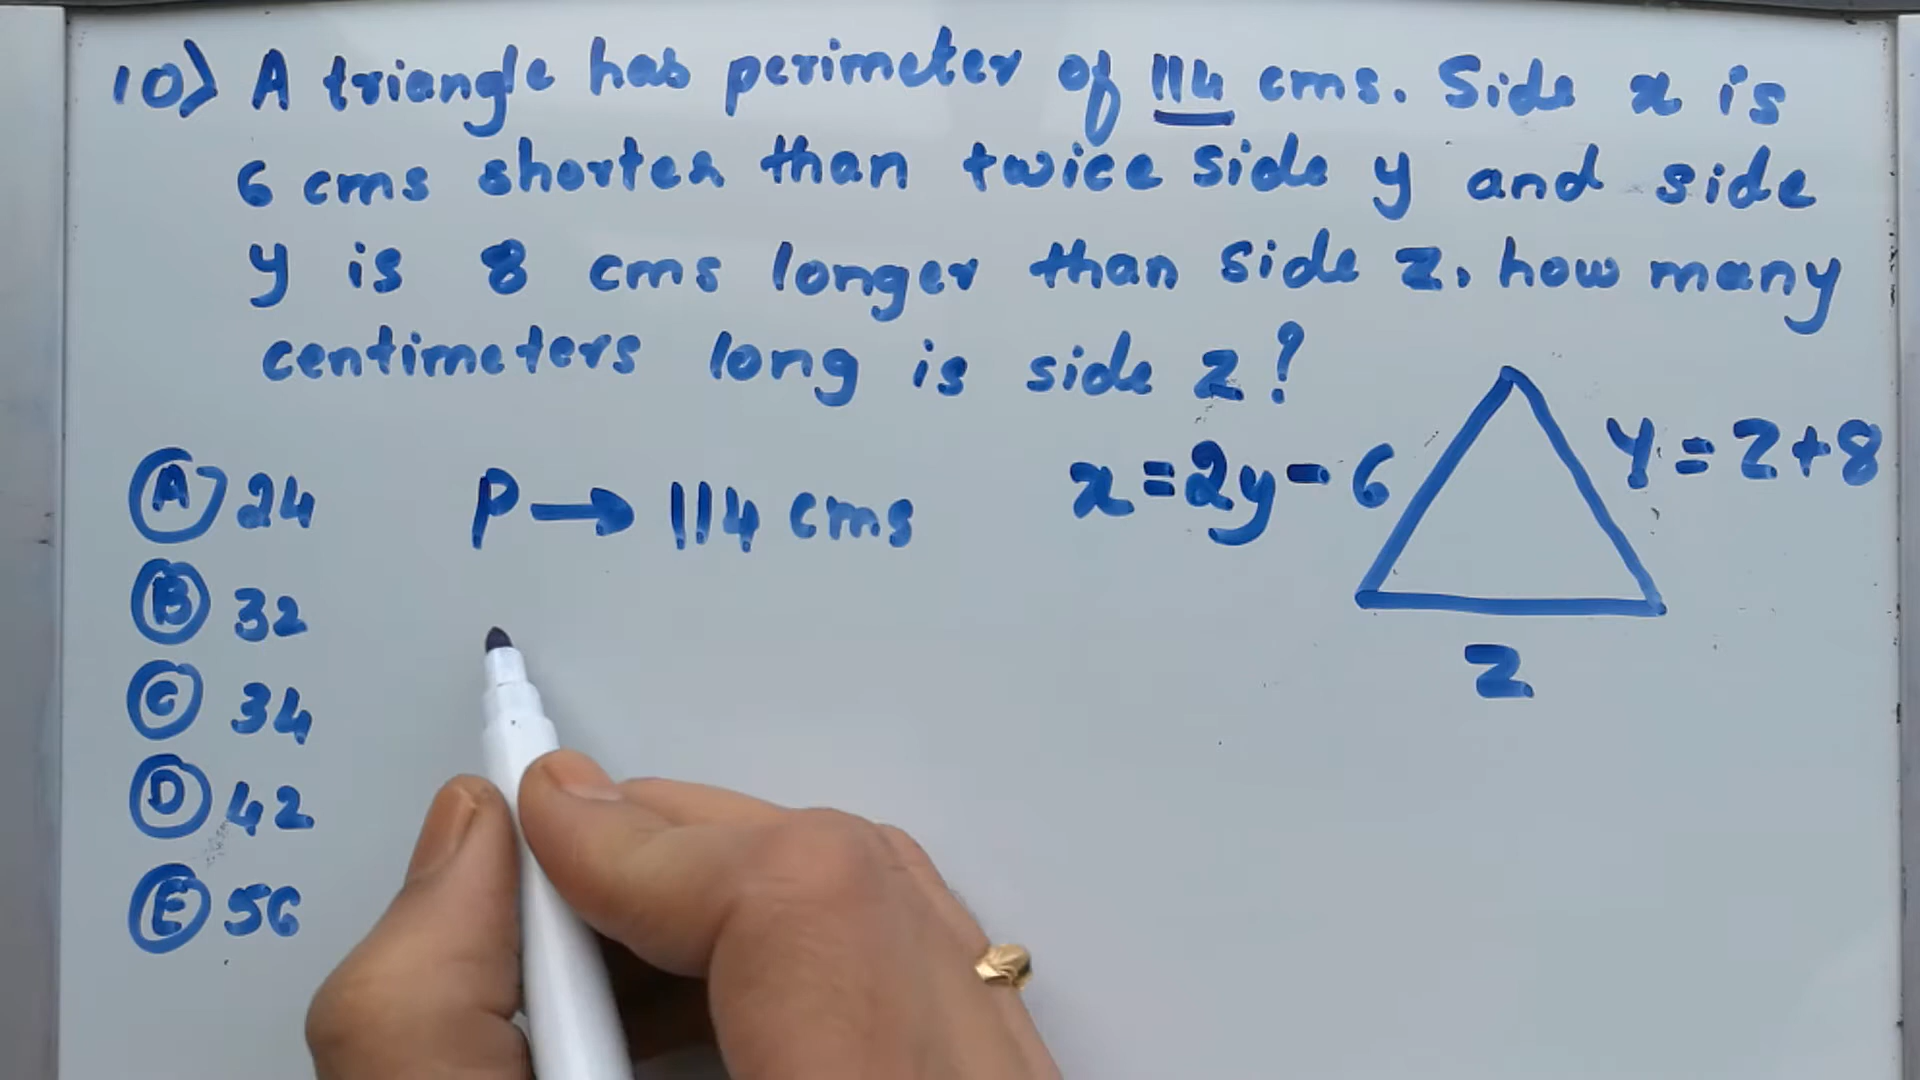 10) A triangle has perimeter of 114 cms. Side x is
6 cms shorter than twice side y and side
y is 8 cms longer than side z. how many
centimeters long is side z?
A 24
P → 114 cms
x = 2y - 6
y = z + 8
B 32
C 34
z
D 42
E 56